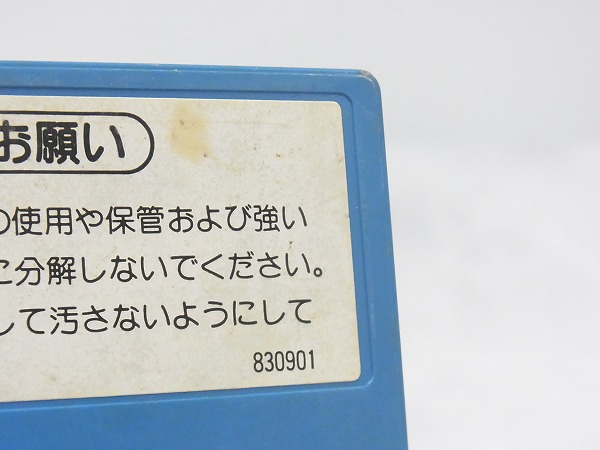 お願い
の使用や保管および強い
に分解しないでください。
して汚さないようにして
830901